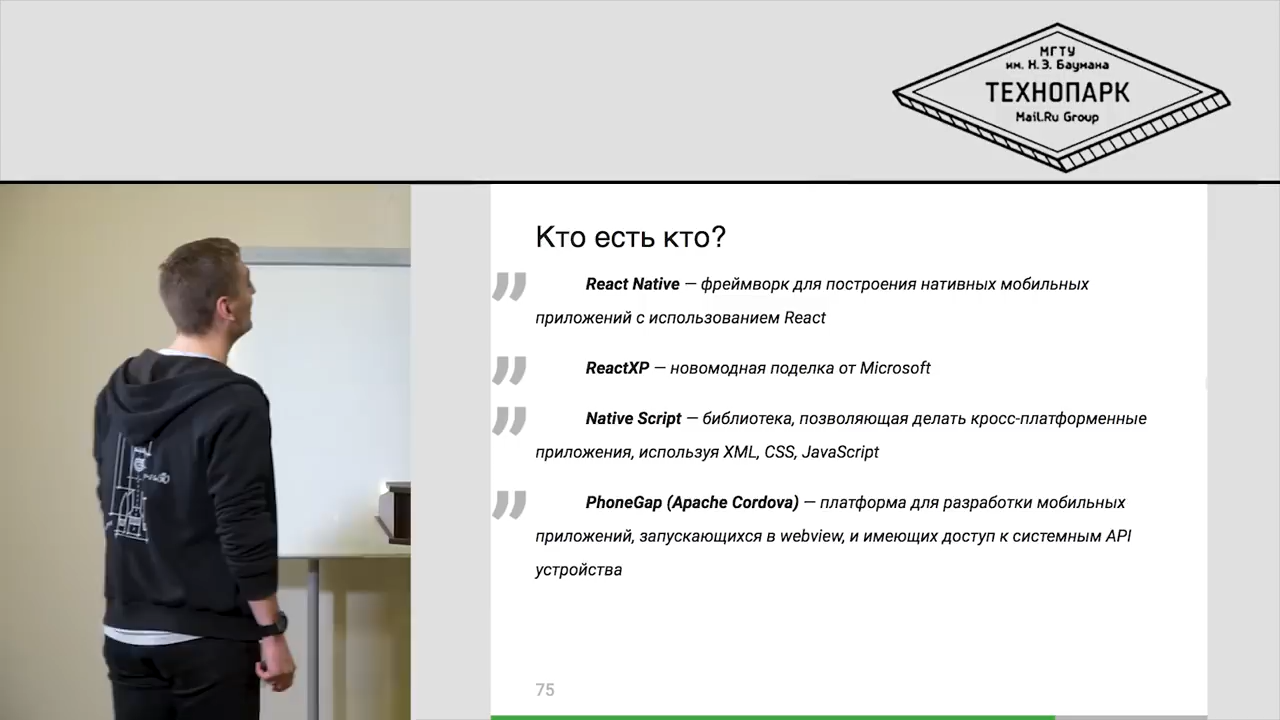 МГТУ
им. Н.Э. Баумана
ТЕХНОПАРК
Mail.Ru Group
Кто есть кто?
React Native — фреймворк для построения нативных мобильных
приложений с использованием React
ReactXP — новомодная поделка от Microsoft
Native Script — библиотека, позволяющая делать кросс-платформенные
приложения, используя XML, CSS, JavaScript
PhoneGap (Apache Cordova) — платформа для разработки мобильных
приложений, запускающихся в webview, и имеющих доступ к системным API
устройства
75